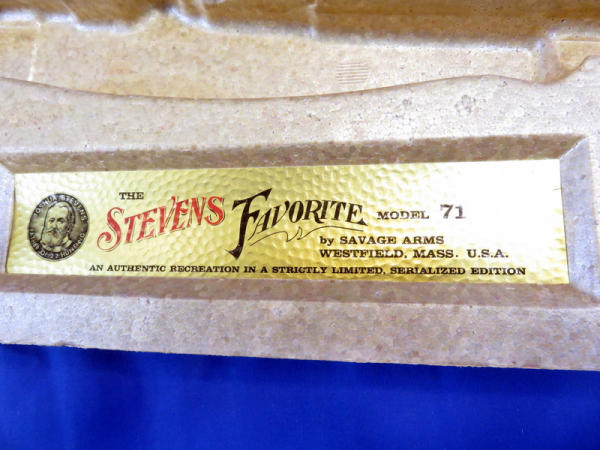 THE
STEVENS FAVORITE MODEL 71
by SAVAGE ARMS
WESTFIELD, MASS. U.S.A.
AN AUTHENTIC RECREATION IN A STRICTLY LIMITED, SERIALIZED EDITION